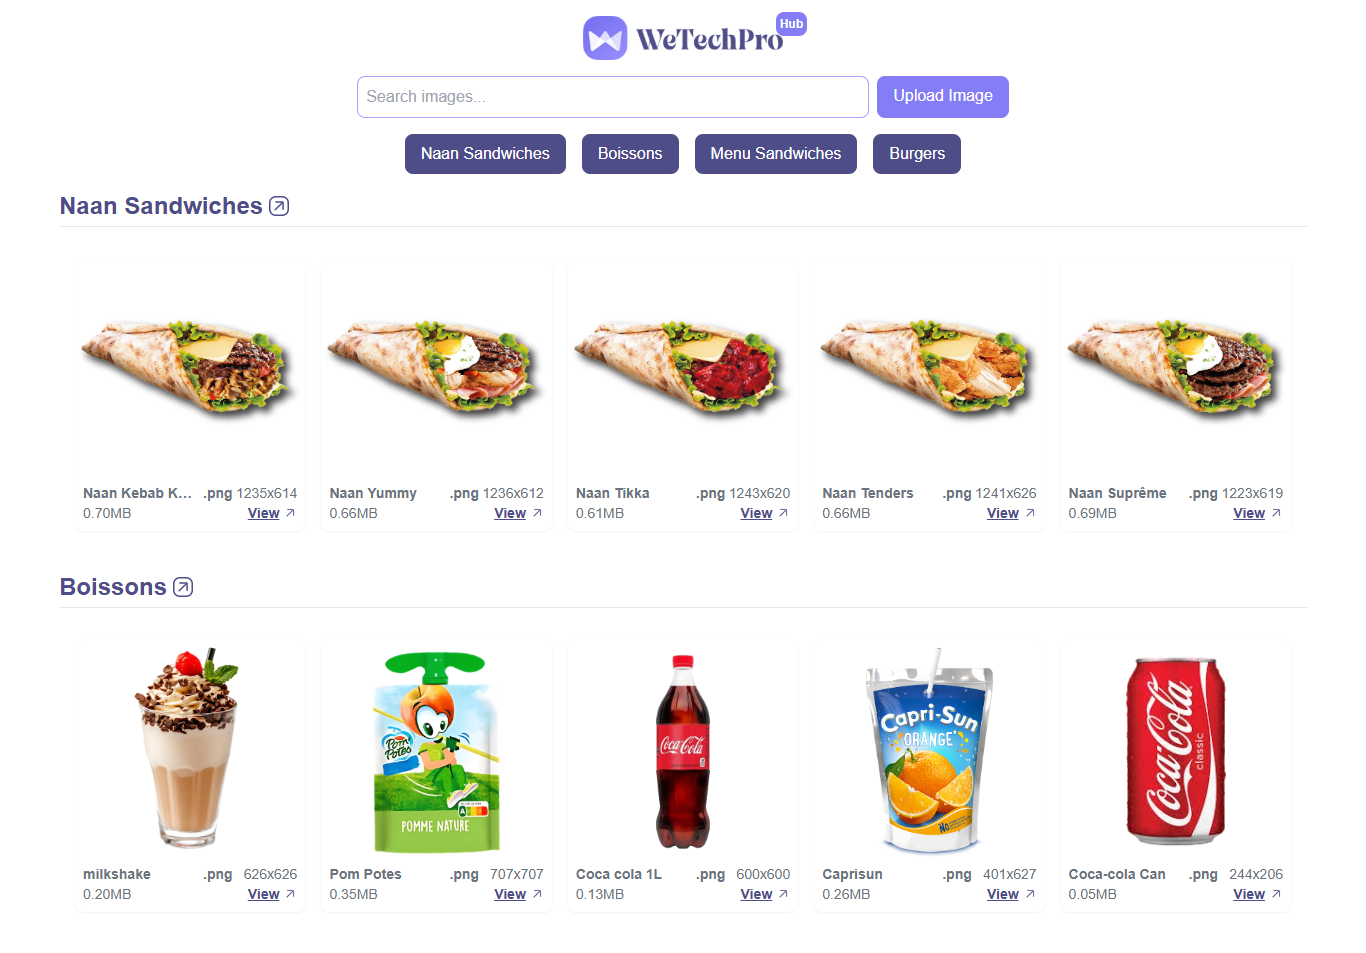 WeTechPro Hub
Search images...
Upload Image
Naan Sandwiches
Boissons
Menu Sandwiches
Burgers
Naan Sandwiches
Naan Kebab K... .png 1235x614
0.70MB View
Naan Yummy .png 1236x612
0.66MB View
Naan Tikka .png 1243x620
0.61MB View
Naan Tenders .png 1241x626
0.66MB View
Naan Suprême .png 1223x619
0.69MB View
Boissons
Pom
Potes
POMME NATURE
Coca-Cola
Capri-Sun
ORANGE
No
Coca-Cola
classic
milkshake .png 626x626
0.20MB View
Pom Potes .png 707x707
0.35MB View
Coca cola 1L .png 600x600
0.13MB View
Caprisun .png 401x627
0.26MB View
Coca-cola Can .png 244x206
0.05MB View